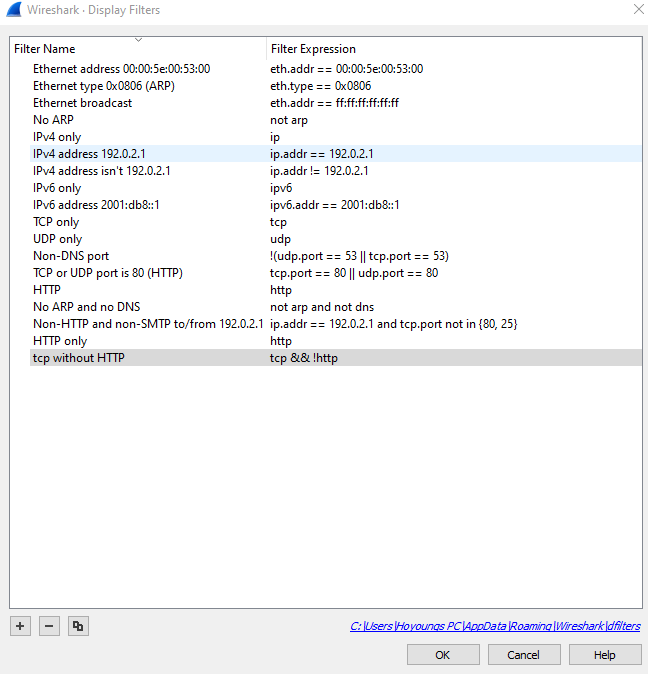 Wireshark · Display Filters
Filter Name Filter Expression
Ethernet address 00:00:5e:00:53:00 eth.addr == 00:00:5e:00:53:00
Ethernet type 0x0806 (ARP) eth.type == 0x0806
Ethernet broadcast eth.addr == ff:ff:ff:ff:ff:ff
No ARP not arp
IPv4 only ip
IPv4 address 192.0.2.1 ip.addr == 192.0.2.1
IPv4 address isn't 192.0.2.1 ip.addr != 192.0.2.1
IPv6 only ipv6
IPv6 address 2001:db8::1 ipv6.addr == 2001:db8::1
TCP only tcp
UDP only udp
Non-DNS port !(udp.port == 53 || tcp.port == 53)
TCP or UDP port is 80 (HTTP) tcp.port == 80 || udp.port == 80
HTTP http
No ARP and no DNS not arp and not dns
Non-HTTP and non-SMTP to/from 192.0.2.1 ip.addr == 192.0.2.1 and tcp.port not in {80, 25}
HTTP only http
tcp without HTTP tcp && !http
C:\Users\Hoyoungs PC\AppData\Roaming\Wireshark\dfilters
OK Cancel Help